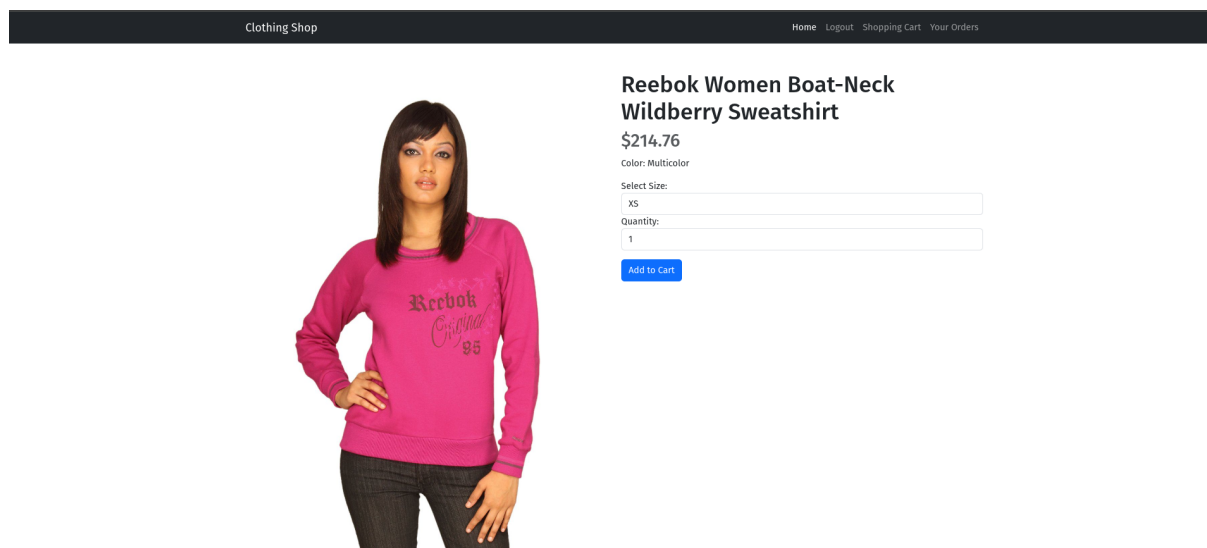 Clothing Shop
Home Logout Shopping Cart Your Orders
Reebok Women Boat-Neck
Wildberry Sweatshirt
$214.76
Color: Multicolor
Select Size:
XS
Quantity:
1
Add to Cart
Reebok
Original
95